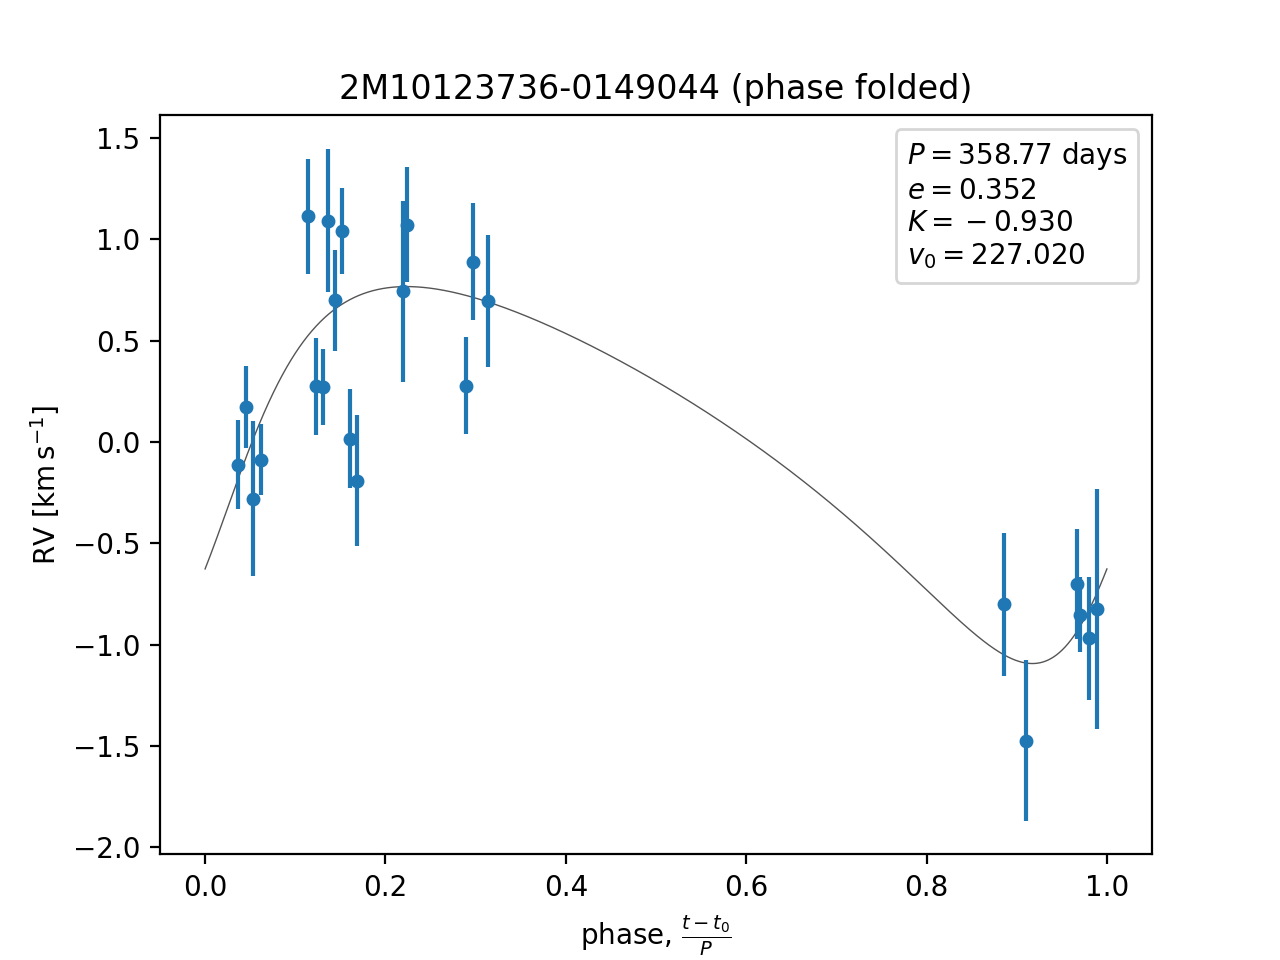 2M10123736-0149044 (phase folded)
P = 358.77 days
e = 0.352
K = −0.930
v₀ = 227.020
RV [km s⁻¹]
1.5
1.0
0.5
0.0
−0.5
−1.0
−1.5
−2.0
0.0 0.2 0.4 0.6 0.8 1.0
phase, (t − t₀)/P